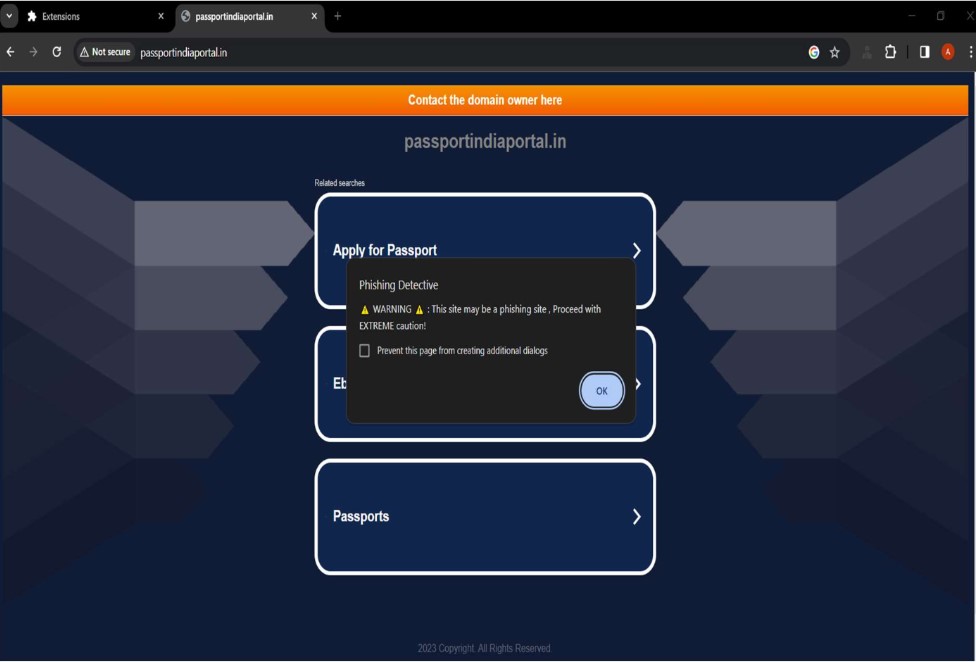 Extensions
passportindiaportal.in
Not secure passportindiaportal.in
A
Contact the domain owner here
passportindiaportal.in
Related searches
Apply for Passport
Phishing Detective
⚠ WARNING ⚠ : This site may be a phishing site , Proceed with
EXTREME caution!
Prevent this page from creating additional dialogs
Eb
OK
Passports
2023 Copyright. All Rights Reserved.